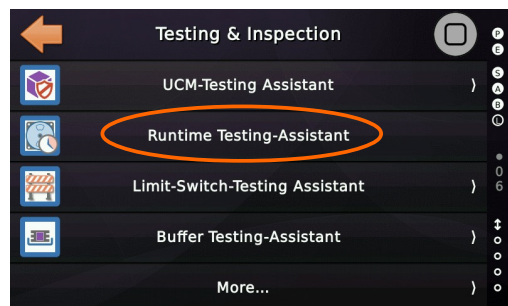 Testing & Inspection
UCM-Testing Assistant ⟩
Runtime Testing-Assistant
Limit-Switch-Testing Assistant ⟩
Buffer Testing-Assistant ⟩
More... ⟩
P
E
S
A
B
L
0
6